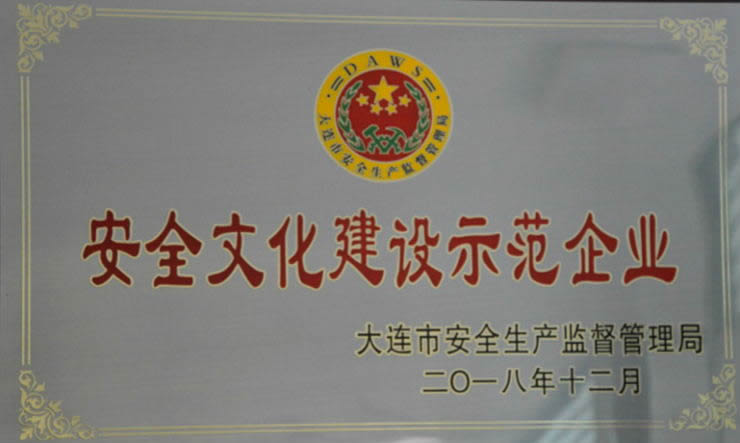 DAWS
大连市安全生产监督管理局
安全文化建设示范企业
大连市安全生产监督管理局
二〇一八年十二月